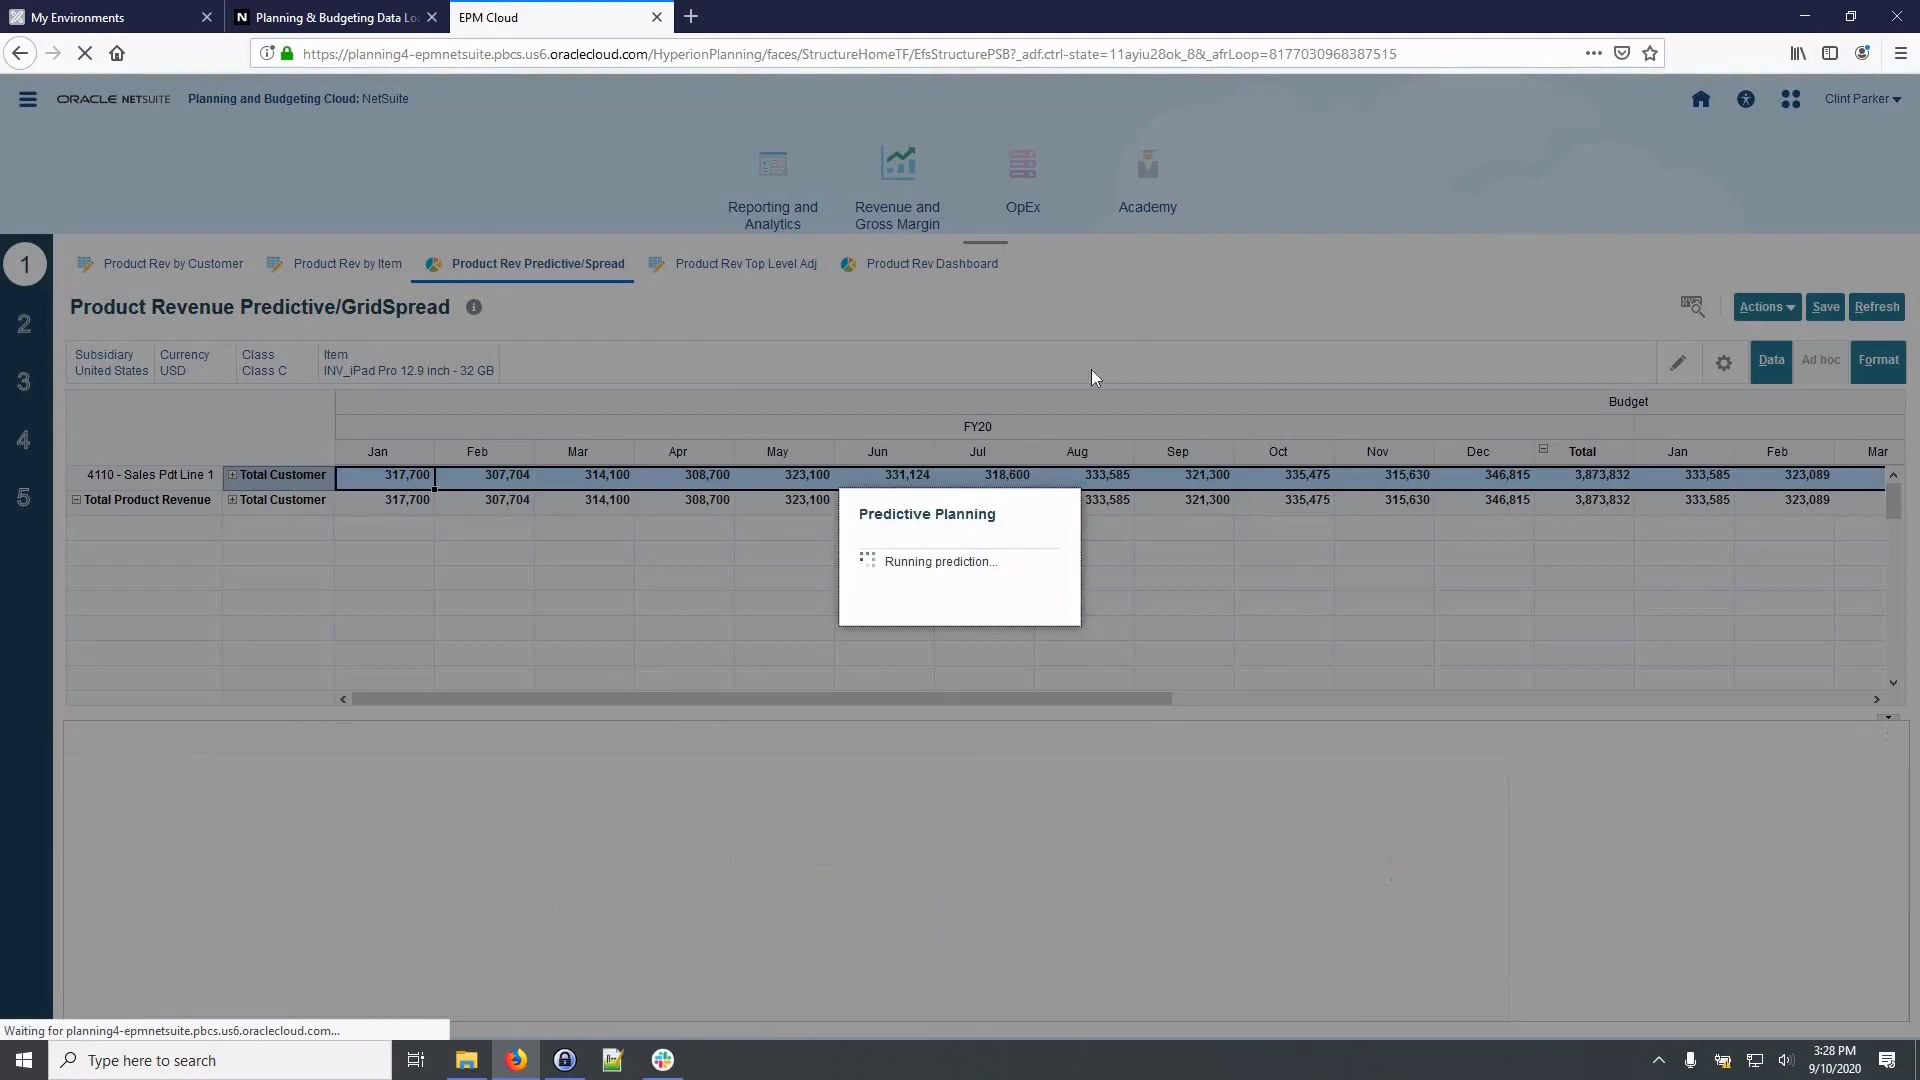 My Environments
Planning & Budgeting Data Lo
EPM Cloud
https://planning4-epmnetsuite.pbcs.us6.oraclecloud.com/HyperionPlanning/faces/StructureHomeTF/EfsStructurePSB?_adf.ctrl-state=11ayiu28ok_8&_afrLoop=8177030968387515
ORACLE NETSUITE Planning and Budgeting Cloud: NetSuite
Clint Parker
Reporting and Analytics
Revenue and Gross Margin
OpEx
Academy
1
2
3
4
5
Product Rev by Customer
Product Rev by Item
Product Rev Predictive/Spread
Product Rev Top Level Adj
Product Rev Dashboard
Product Revenue Predictive/GridSpread
Actions Save Refresh
Subsidiary Currency Class Item
United States USD Class C INV_iPad Pro 12.9 inch - 32 GB
Data Ad hoc Format
Budget
FY20
Jan Feb Mar Apr May Jun Jul Aug Sep Oct Nov Dec Total Jan Feb Mar
4110 - Sales Pdt Line 1 Total Customer 317,700 307,704 314,100 308,700 323,100 331,124 318,600 333,585 321,300 335,475 315,630 346,815 3,873,832 333,585 323,089
Total Product Revenue Total Customer 317,700 307,704 314,100 308,700 323,100 333,585 321,300 335,475 315,630 346,815 3,873,832 333,585 323,089
Predictive Planning
Running prediction...
Waiting for planning4-epmnetsuite.pbcs.us6.oraclecloud.com...
Type here to search
3:28 PM
9/10/2020